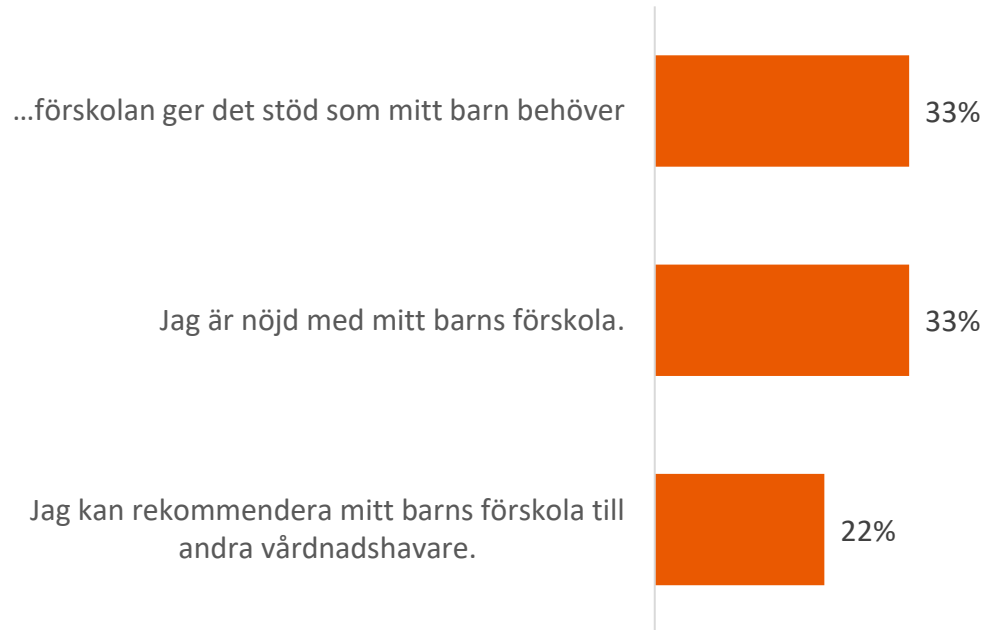 ...förskolan ger det stöd som mitt barn behöver
33%
Jag är nöjd med mitt barns förskola.
33%
Jag kan rekommendera mitt barns förskola till
andra vårdnadshavare.
22%